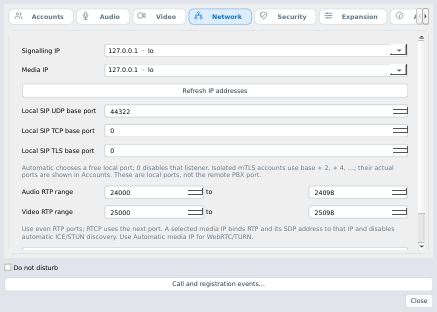 Accounts Audio Video Network Security Expansion
Signalling IP 127.0.0.1 - lo
Media IP 127.0.0.1 - lo
Refresh IP addresses
Local SIP UDP base port 44322
Local SIP TCP base port 0
Local SIP TLS base port 0
Automatic chooses a free local port; 0 disables that listener. Isolated mTLS accounts use base + 2, + 4, ...; their actual
ports are shown in Accounts. These are local ports, not the remote PBX port.
Audio RTP range 24000 to 24098
Video RTP range 25000 to 25098
Use even RTP ports; RTCP uses the next port. A selected media IP binds RTP and its SDP address to that IP and disables
automatic ICE/STUN discovery. Use Automatic media IP for WebRTC/TURN.
Do not disturb
Call and registration events...
Close